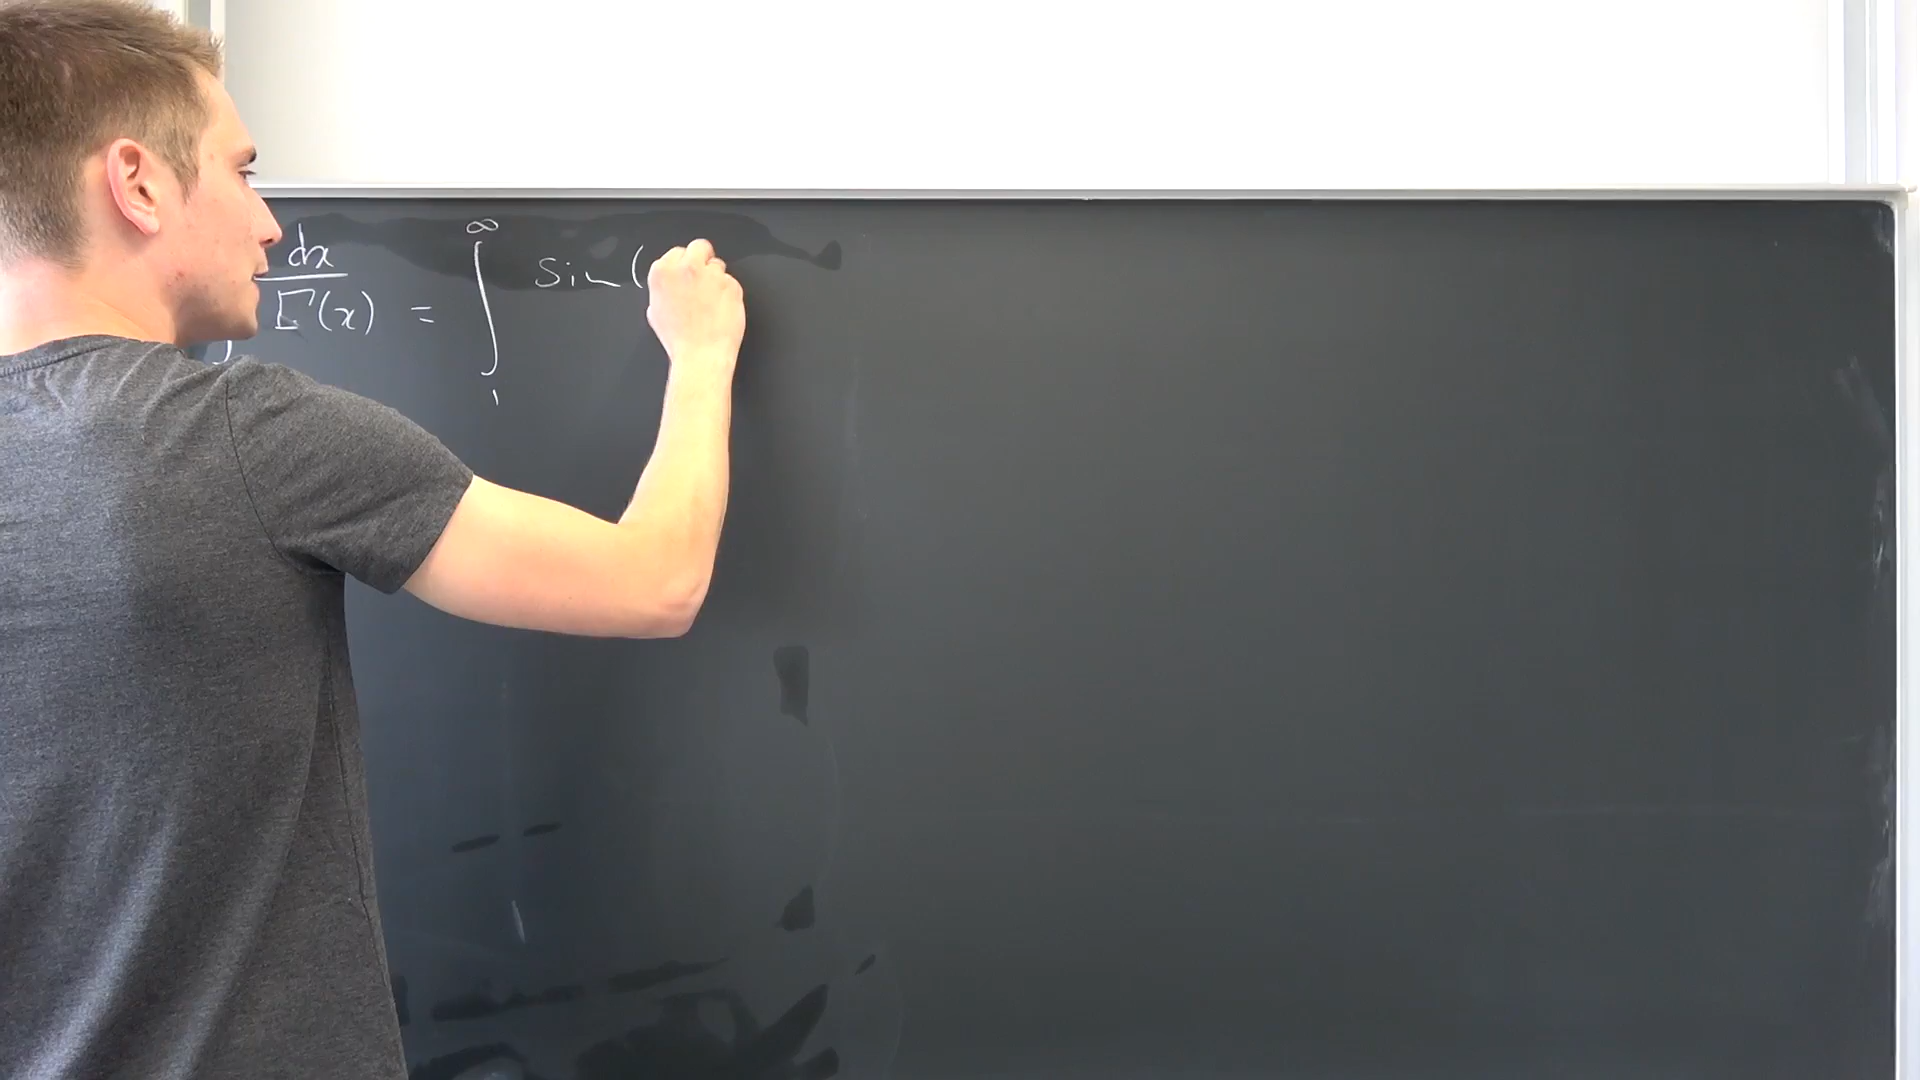 dx / Γ(x) = ∫₁^∞ sin(